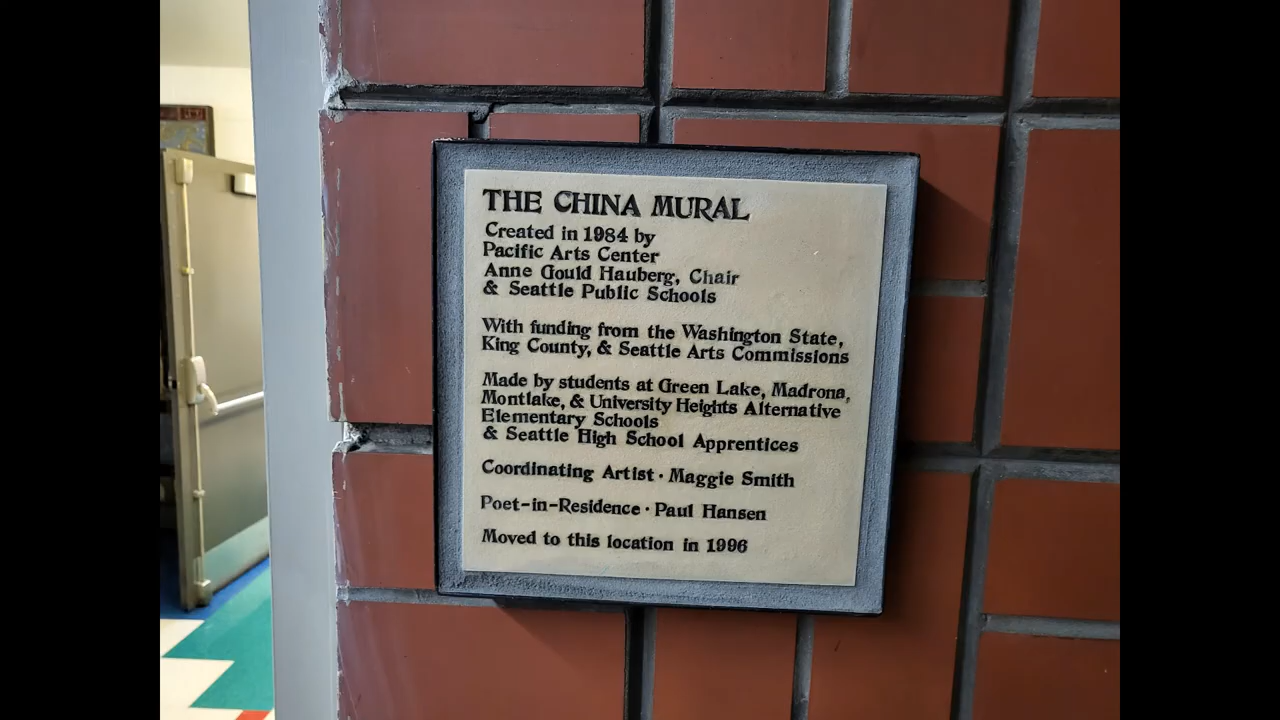 THE CHINA MURAL
Created in 1984 by
Pacific Arts Center
Anne Gould Hauberg, Chair
& Seattle Public Schools
With funding from the Washington State,
King County, & Seattle Arts Commissions
Made by students at Green Lake, Madrona,
Montlake, & University Heights Alternative
Elementary Schools
& Seattle High School Apprentices
Coordinating Artist · Maggie Smith
Poet-in-Residence · Paul Hansen
Moved to this location in 1996